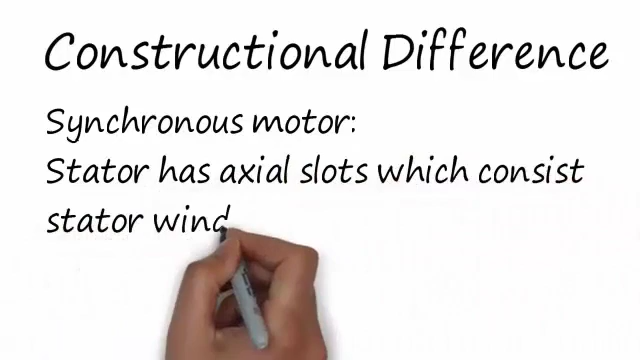 Constructional Difference
Synchronous motor:
Stator has axial slots which consist
stator wind